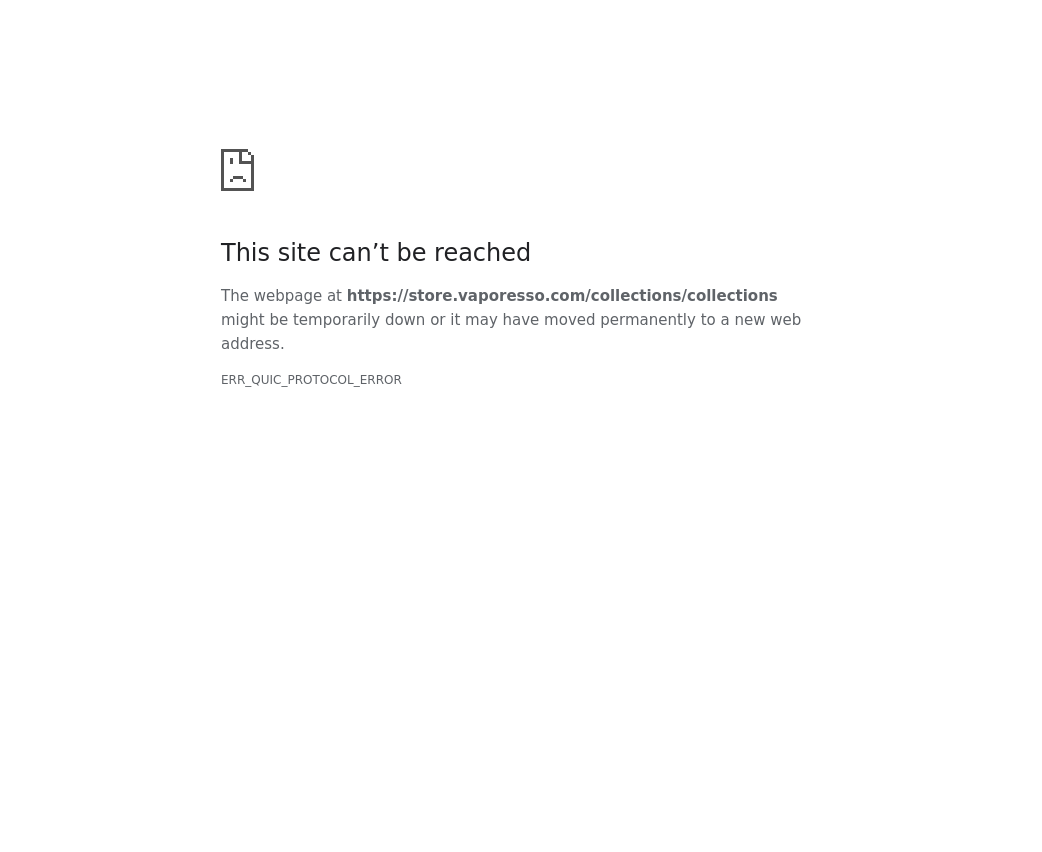 This site can’t be reached
The webpage at https://store.vaporesso.com/collections/collections
might be temporarily down or it may have moved permanently to a new web
address.
ERR_QUIC_PROTOCOL_ERROR